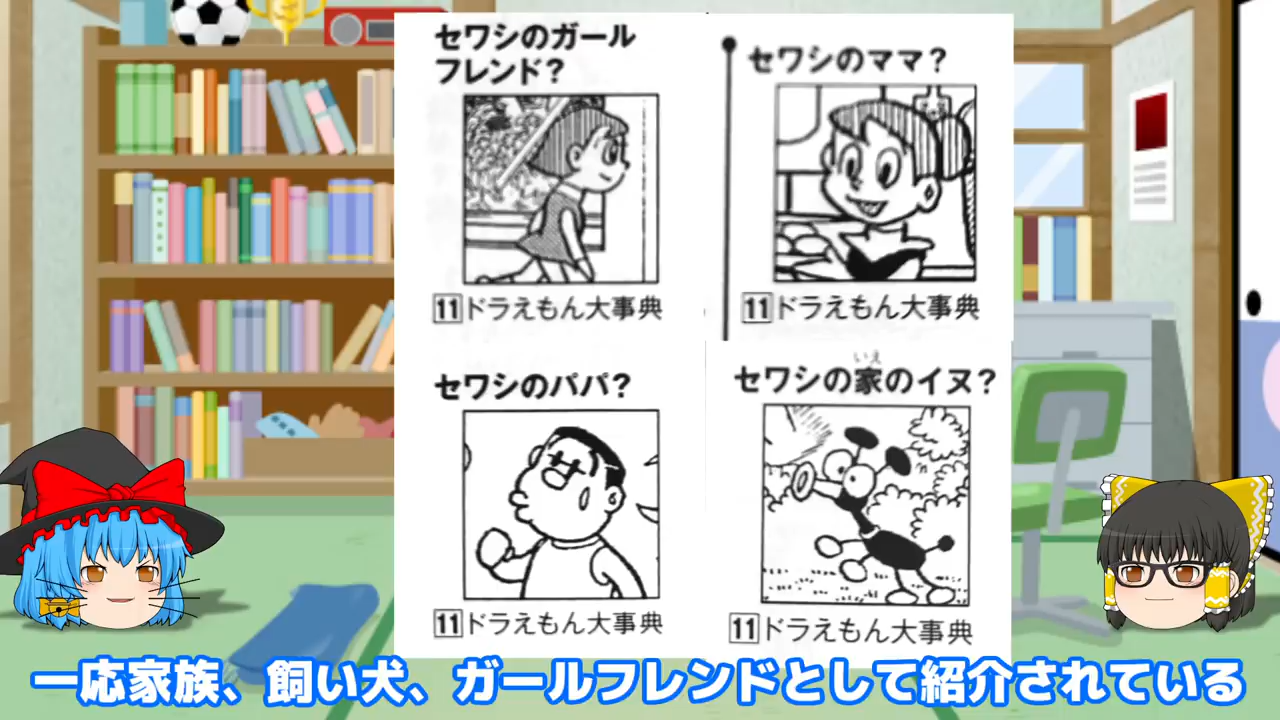 セワシのガール
フレンド?
11ドラえもん大事典
セワシのママ?
11ドラえもん大事典
セワシのパパ?
11ドラえもん大事典
いえ
セワシの家のイヌ?
11ドラえもん大事典
一応家族、飼い犬、ガールフレンドとして紹介されている